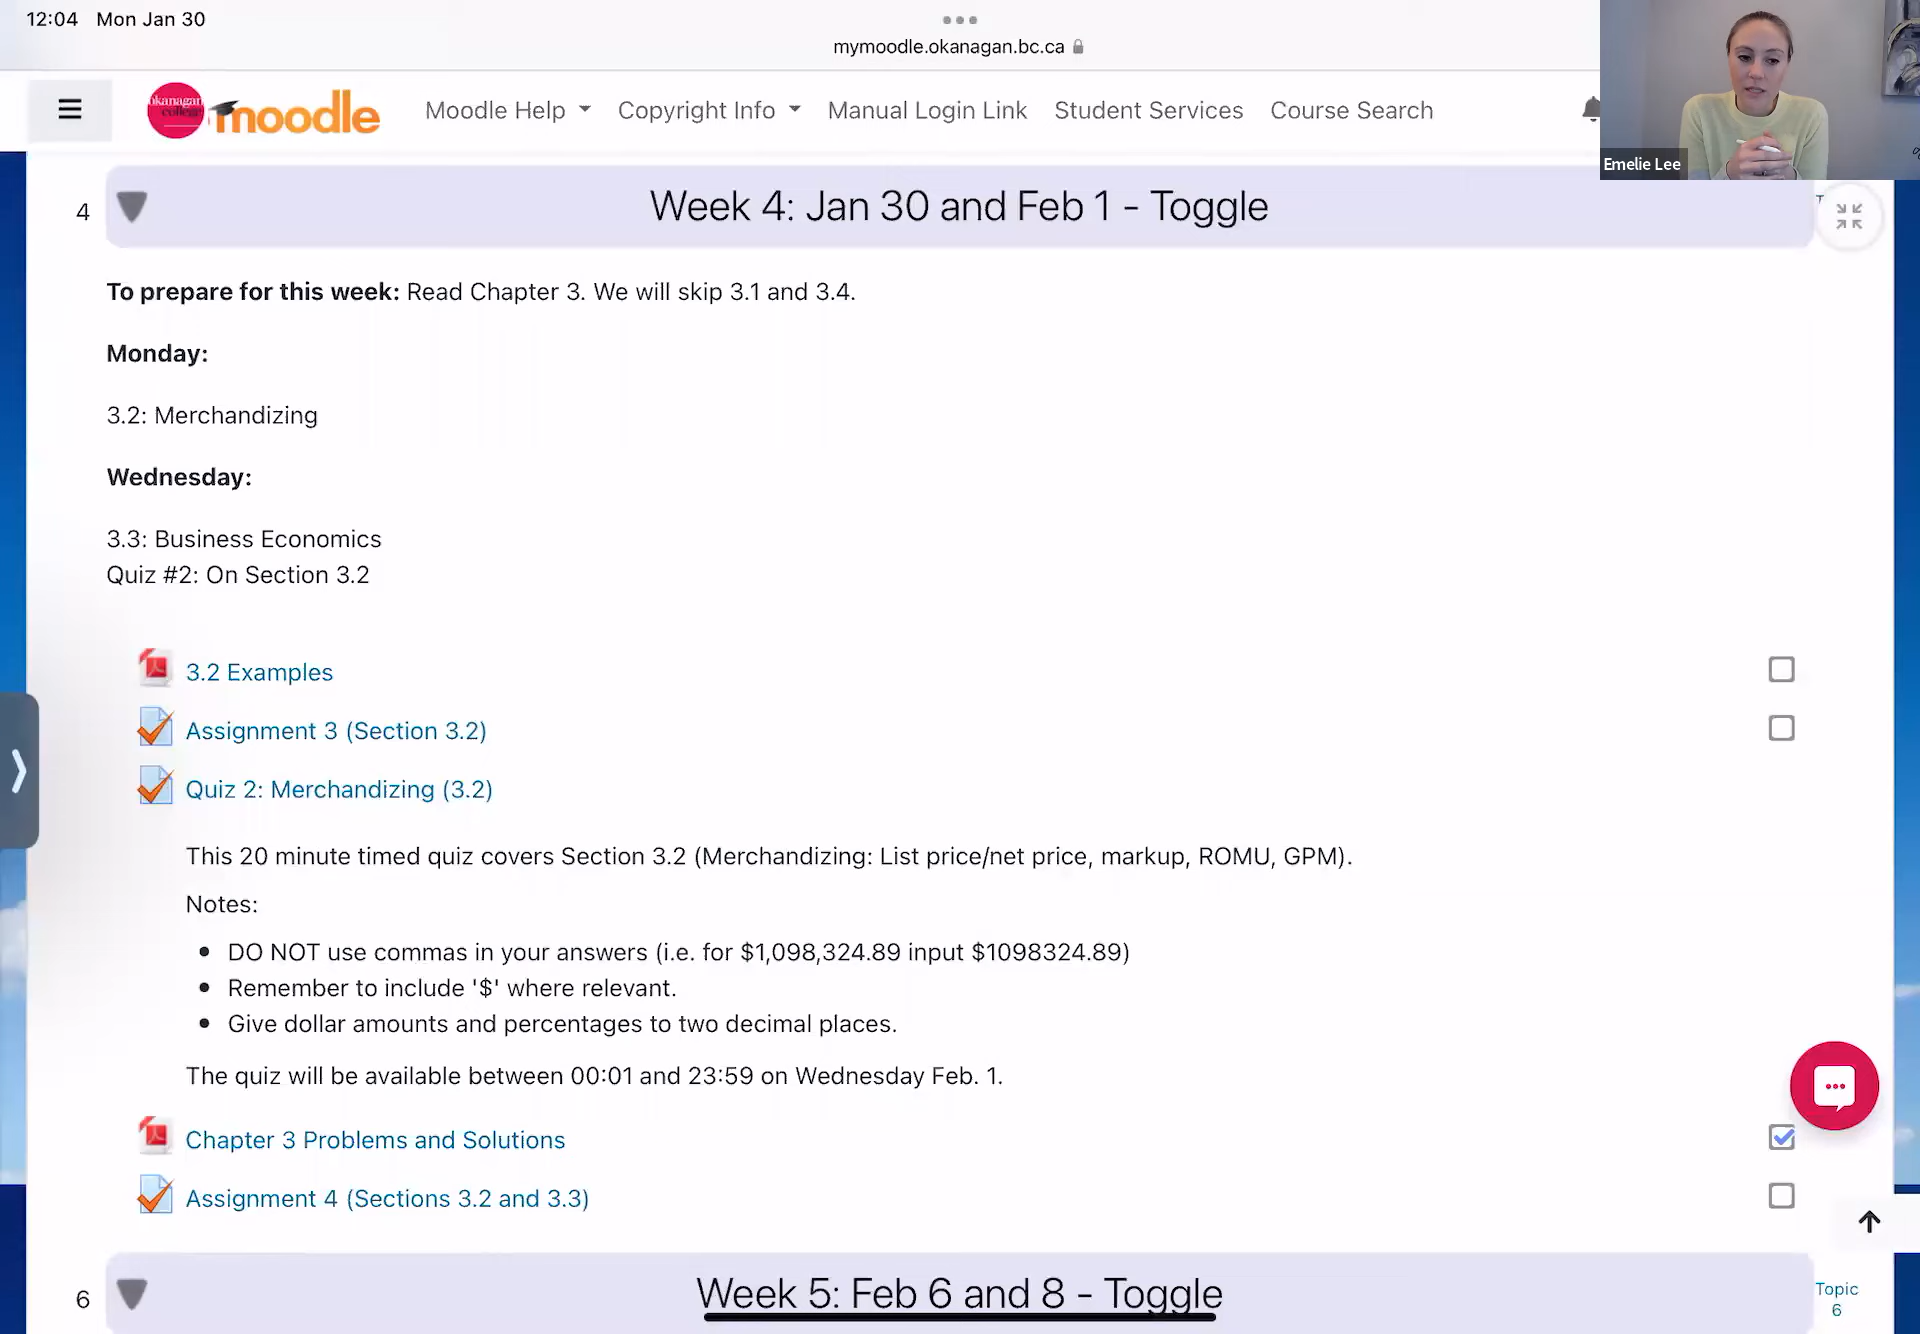 12:04 Mon Jan 30
mymoodle.okanagan.bc.ca
okanagan
college
moodle
Moodle Help
Copyright Info
Manual Login Link
Student Services
Course Search
Emelie Lee
4
Week 4: Jan 30 and Feb 1 - Toggle
To prepare for this week: Read Chapter 3. We will skip 3.1 and 3.4.
Monday:
3.2: Merchandizing
Wednesday:
3.3: Business Economics
Quiz #2: On Section 3.2
3.2 Examples
Assignment 3 (Section 3.2)
Quiz 2: Merchandizing (3.2)
This 20 minute timed quiz covers Section 3.2 (Merchandizing: List price/net price, markup, ROMU, GPM).
Notes:
• DO NOT use commas in your answers (i.e. for $1,098,324.89 input $1098324.89)
• Remember to include '$' where relevant.
• Give dollar amounts and percentages to two decimal places.
The quiz will be available between 00:01 and 23:59 on Wednesday Feb. 1.
Chapter 3 Problems and Solutions
Assignment 4 (Sections 3.2 and 3.3)
6
Week 5: Feb 6 and 8 - Toggle
Topic
6